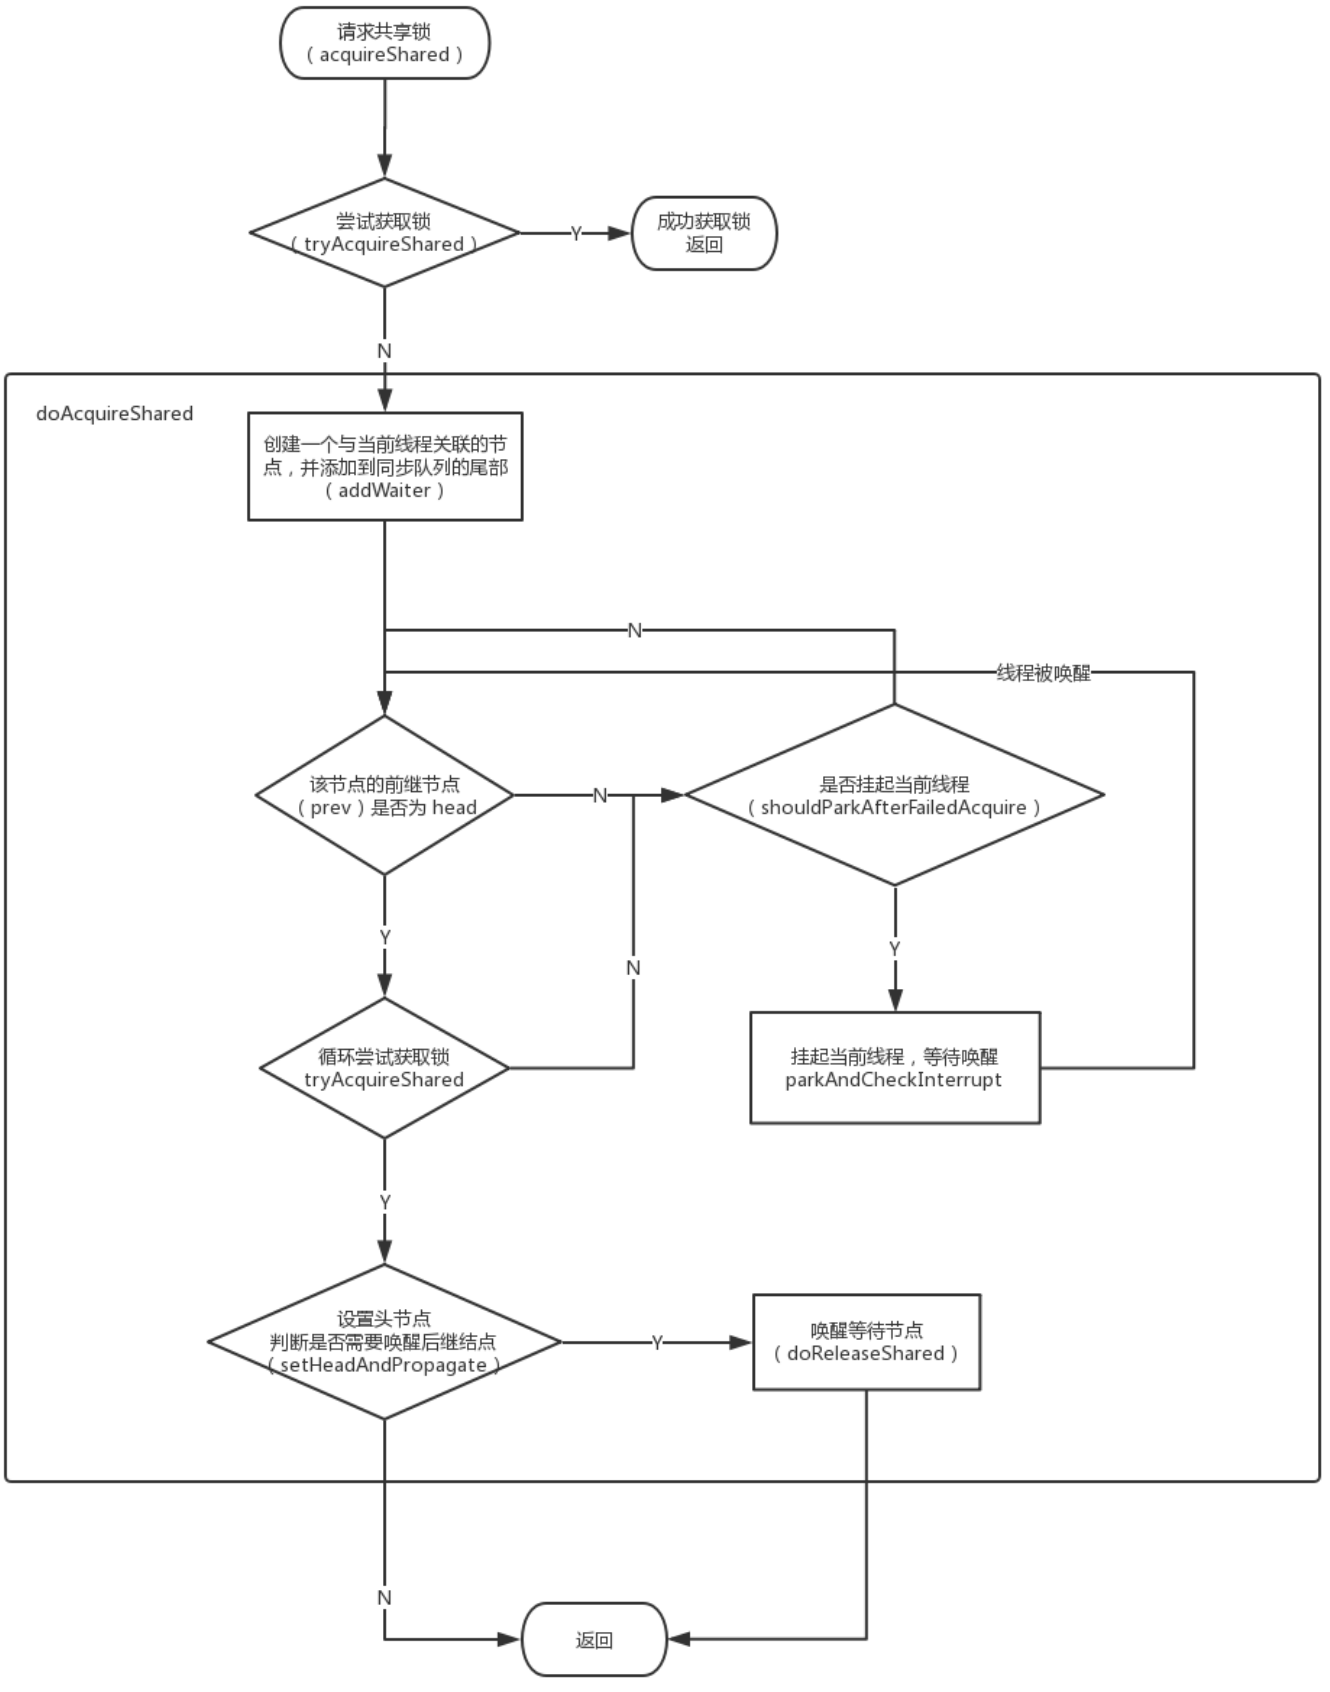 请求共享锁
（acquireShared）
尝试获取锁
（tryAcquireShared）
Y
成功获取锁
返回
N
doAcquireShared
创建一个与当前线程关联的节
点，并添加到同步队列的尾部
（addWaiter）
N
线程被唤醒
该节点的前继节点
（prev）是否为 head
N
是否挂起当前线程
（shouldParkAfterFailedAcquire）
Y
Y
N
循环尝试获取锁
tryAcquireShared
挂起当前线程，等待唤醒
parkAndCheckInterrupt
Y
设置头节点
判断是否需要唤醒后继结点
（setHeadAndPropagate）
Y
唤醒等待节点
（doReleaseShared）
N
返回